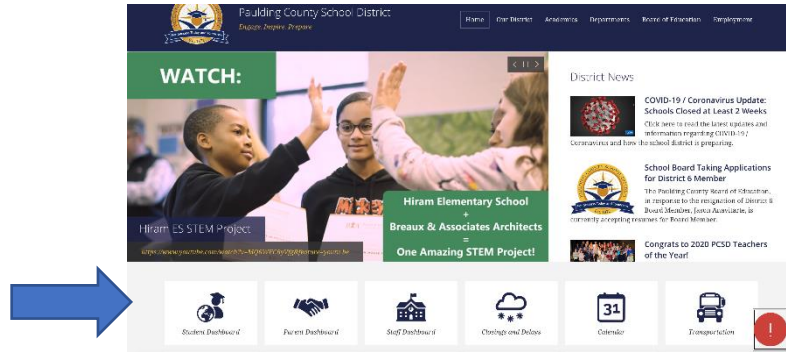 Paulding County School District
Engage. Inspire. Prepare
Home Our District Academics Departments Board of Education Employment
WATCH:
District News
COVID-19 / Coronavirus Update:
Schools Closed at Least 2 Weeks
Click here to read the latest updates and
information regarding COVID-19 /
Coronavirus and how the school district is preparing.
School Board Taking Applications
for District 6 Member
The Paulding County Board of Education,
in response to the resignation of District 6
Board Member, Jason
currently accepting resumes for Board Member.
Congrats to 2020 PCSD Teachers
of the Year!
Hiram Elementary School
+
Breaux & Associates Architects
=
One Amazing STEM Project!
Hiram ES STEM Project
Student Dashboard Parent Dashboard Staff Dashboard Closings and Delays 31 Calendar Transportation
!